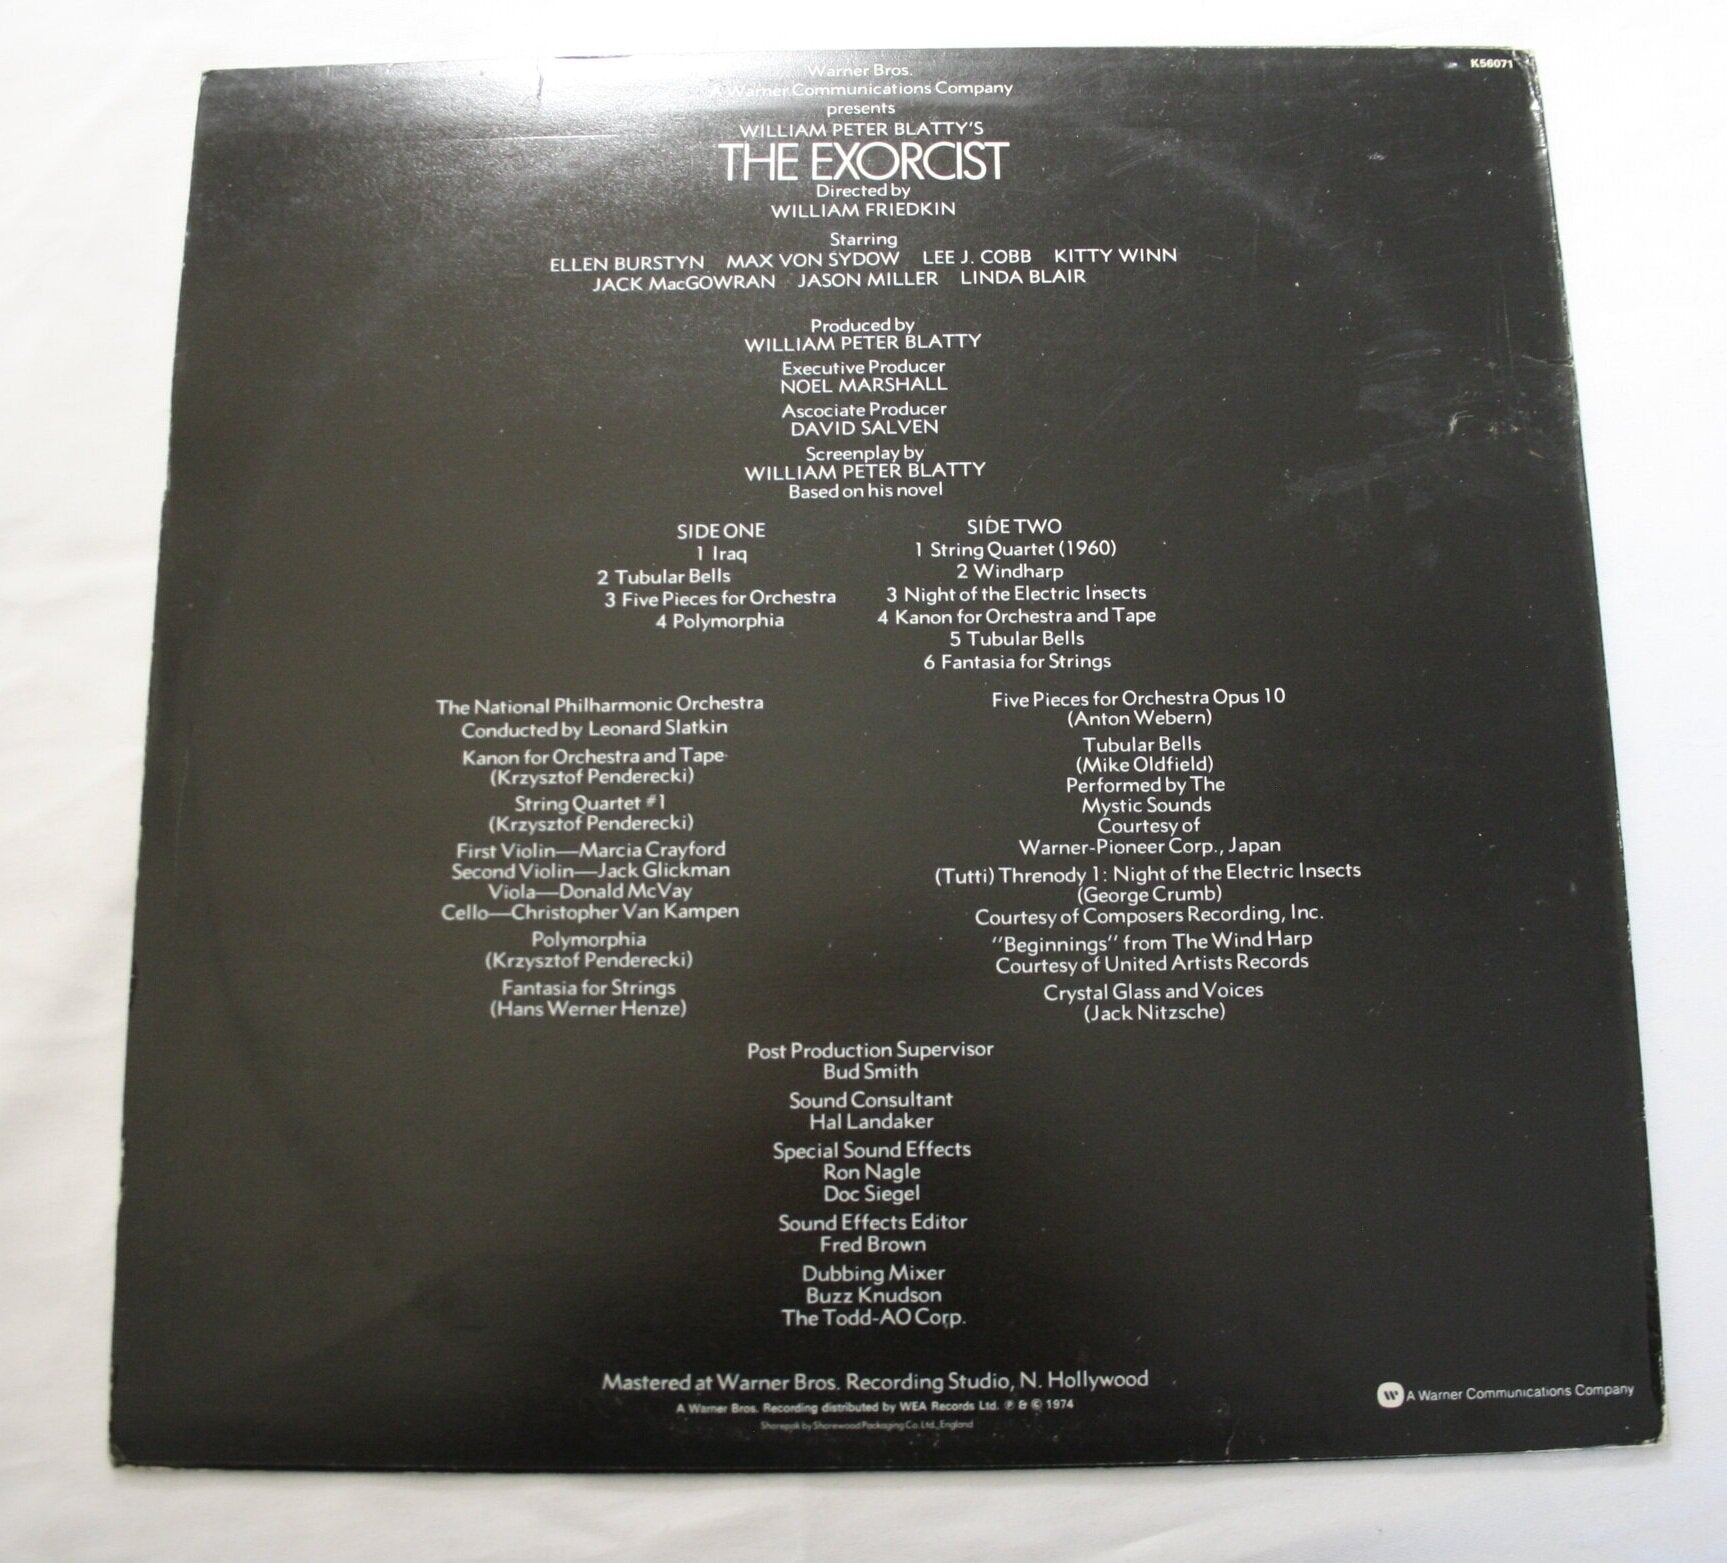 K56071
Warner Bros.
A Warner Communications Company
presents
WILLIAM PETER BLATTY'S
THE EXORCIST
Directed by
WILLIAM FRIEDKIN
Starring
ELLEN BURSTYN MAX VON SYDOW LEE J. COBB KITTY WINN
JACK MacGOWRAN JASON MILLER LINDA BLAIR
Produced by
WILLIAM PETER BLATTY
Executive Producer
NOEL MARSHALL
Ascociate Producer
DAVID SALVEN
Screenplay by
WILLIAM PETER BLATTY
Based on his novel
SIDE ONE
1 Iraq
2 Tubular Bells
3 Five Pieces for Orchestra
4 Polymorphia
SIDE TWO
1 String Quartet (1960)
2 Windharp
3 Night of the Electric Insects
4 Kanon for Orchestra and Tape
5 Tubular Bells
6 Fantasia for Strings
The National Philharmonic Orchestra
Conducted by Leonard Slatkin
Kanon for Orchestra and Tape
(Krzysztof Penderecki)
String Quartet #1
(Krzysztof Penderecki)
First Violin—Marcia Crayford
Second Violin—Jack Glickman
Viola—Donald McVay
Cello—Christopher Van Kampen
Polymorphia
(Krzysztof Penderecki)
Fantasia for Strings
(Hans Werner Henze)
Five Pieces for Orchestra Opus 10
(Anton Webern)
Tubular Bells
(Mike Oldfield)
Performed by The
Mystic Sounds
Courtesy of
Warner-Pioneer Corp., Japan
(Tutti) Threnody 1: Night of the Electric Insects
(George Crumb)
Courtesy of Composers Recording, Inc.
"Beginnings" from The Wind Harp
Courtesy of United Artists Records
Crystal Glass and Voices
(Jack Nitzsche)
Post Production Supervisor
Bud Smith
Sound Consultant
Hal Landaker
Special Sound Effects
Ron Nagle
Doc Siegel
Sound Effects Editor
Fred Brown
Dubbing Mixer
Buzz Knudson
The Todd-AO Corp.
Mastered at Warner Bros. Recording Studio, N. Hollywood
A Warner Bros. Recording distributed by WEA Records Ltd. ℗ & © 1974
Shorepak by Shorewood Packaging Co. Ltd., England
W A Warner Communications Company